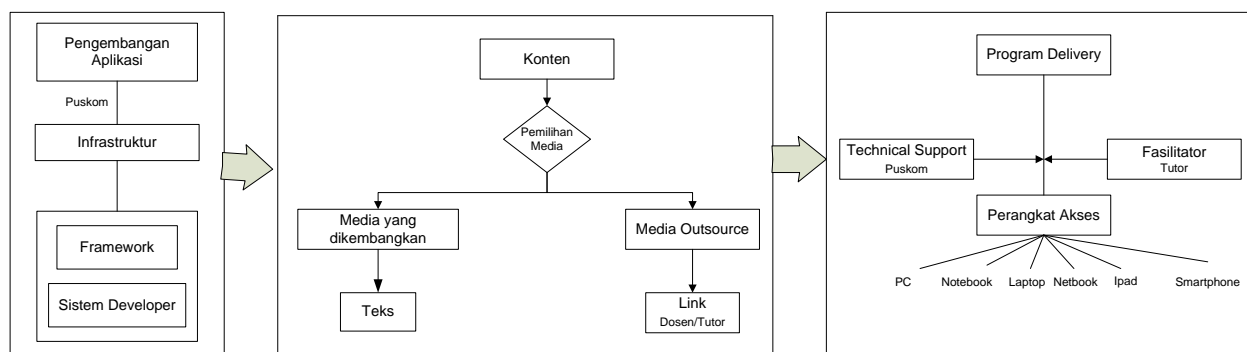 Pengembangan
Aplikasi
Puskom
Infrastruktur
Framework
Sistem Developer
Konten
Pemilihan
Media
Media yang
dikembangkan
Media Outsource
Teks
Link
Dosen/Tutor
Program Delivery
Technical Support
Puskom
Fasilitator
Tutor
Perangkat Akses
PC
Notebook
Laptop
Netbook
Ipad
Smartphone